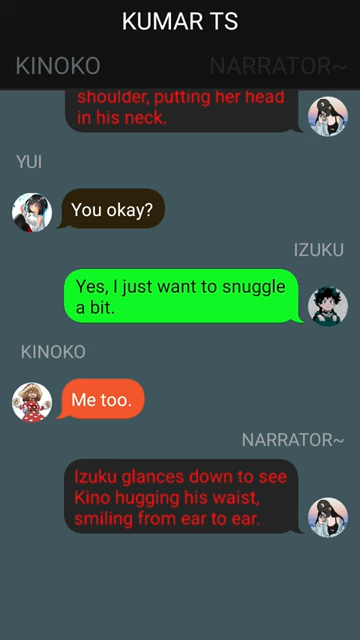 KUMAR TS
KINOKO
NARRATOR~
shoulder, putting her head
in his neck.
YUI
You okay?
IZUKU
Yes, I just want to snuggle
a bit.
KINOKO
Me too.
NARRATOR~
Izuku glances down to see
Kino hugging his waist,
smiling from ear to ear.